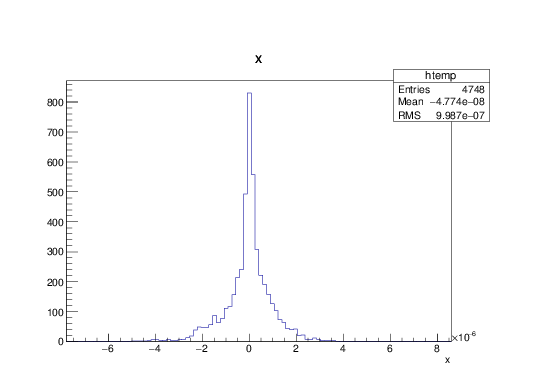 x
htemp
Entries 4748
Mean −4.774e−08
RMS 9.987e−07
800
700
600
500
400
300
200
100
0
−6 −4 −2 0 2 4 6 8
×10^-6
x